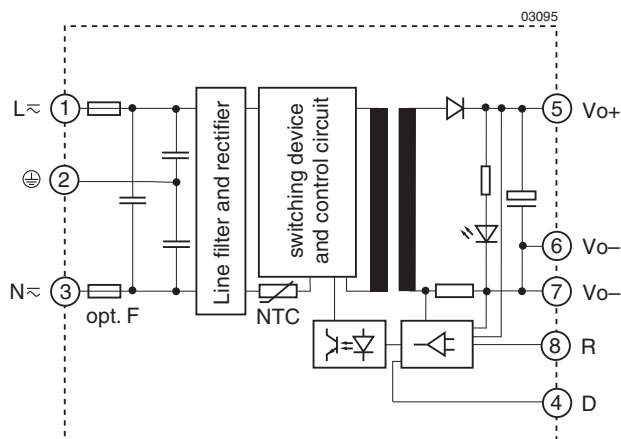 03095
L≂ 1
5 Vo+
2
6 Vo–
N≂ 3
7 Vo–
opt. F
Line filter and rectifier
switching device
and control circuit
NTC
8 R
4 D